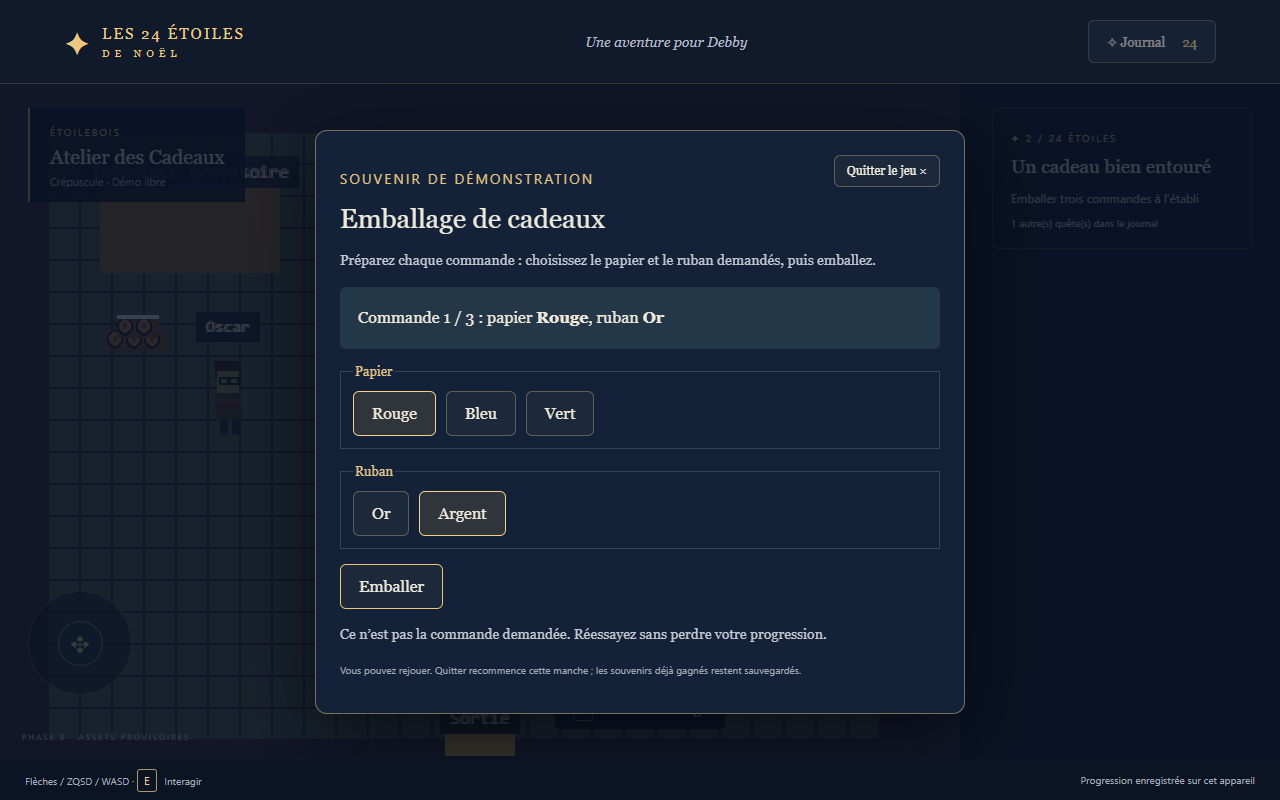 LES 24 ÉTOILES
DE NOËL
Une aventure pour Debby
✧ Journal 24
ÉTOILEBOIS
Atelier des Cadeaux
Crépuscule · Démo libre
✦ 2 / 24 ÉTOILES
Un cadeau bien entouré
Emballer trois commandes à l'établi
1 autre(s) quête(s) dans le journal
SOUVENIR DE DÉMONSTRATION
Quitter le jeu ×
Emballage de cadeaux
Préparez chaque commande : choisissez le papier et le ruban demandés, puis emballez.
Commande 1 / 3 : papier Rouge, ruban Or
Oscar
Papier
Rouge Bleu Vert
Ruban
Or Argent
Emballer
Ce n’est pas la commande demandée. Réessayez sans perdre votre progression.
Vous pouvez rejouer. Quitter recommence cette manche ; les souvenirs déjà gagnés restent sauvegardés.
Sortie
PHASE B · ASSETS PROVISOIRES
Flèches / ZQSD / WASD · E Interagir
Progression enregistrée sur cet appareil